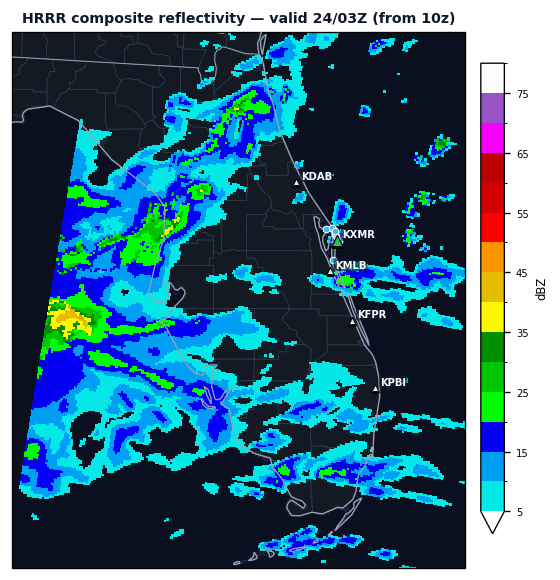 HRRR composite reflectivity — valid 24/03Z (from 10z)
KDAB
KXMR
KMLB
KFPR
KPBI
75
65
55
45
35
25
15
5
dBZ